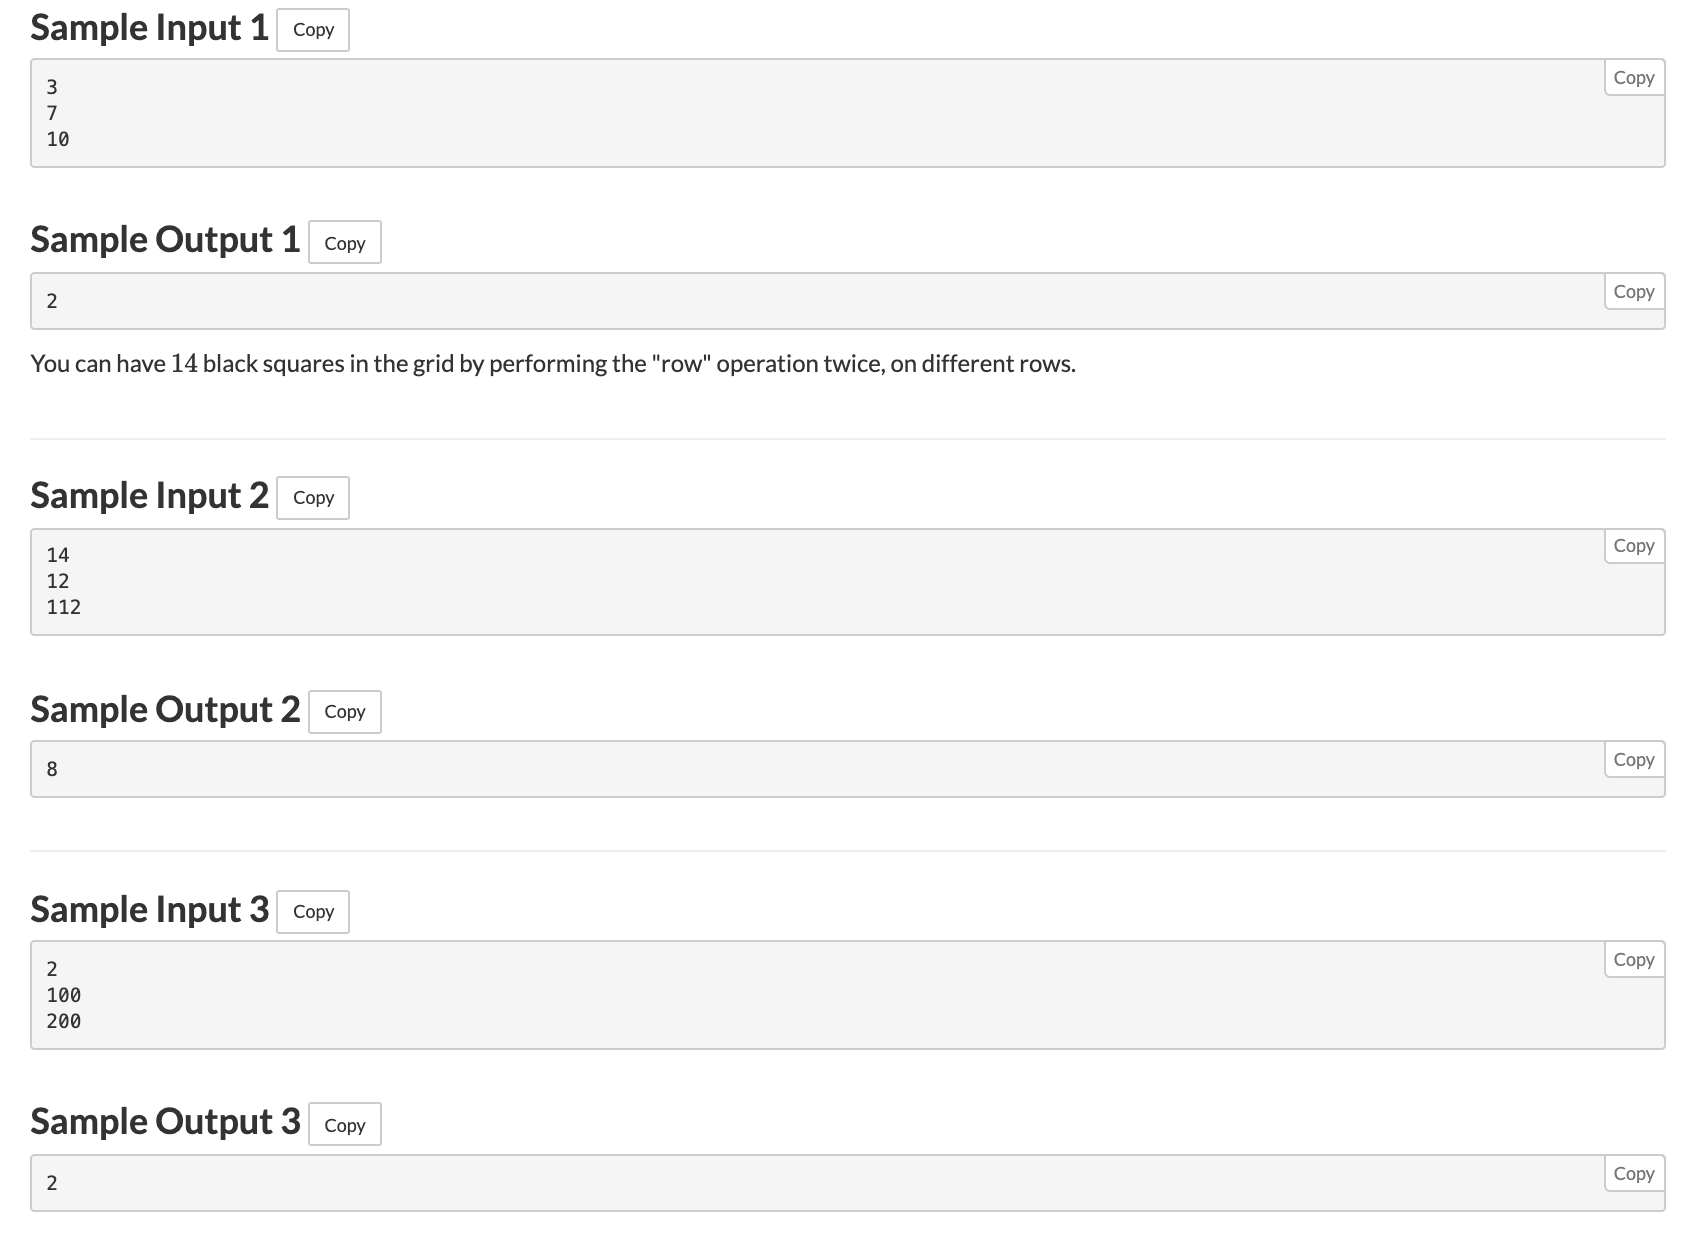 Sample Input 1 Copy
Copy
3
7
10
Sample Output 1 Copy
Copy
2
You can have 14 black squares in the grid by performing the "row" operation twice, on different rows.
Sample Input 2 Copy
Copy
14
12
112
Sample Output 2 Copy
Copy
8
Sample Input 3 Copy
Copy
2
100
200
Sample Output 3 Copy
Copy
2